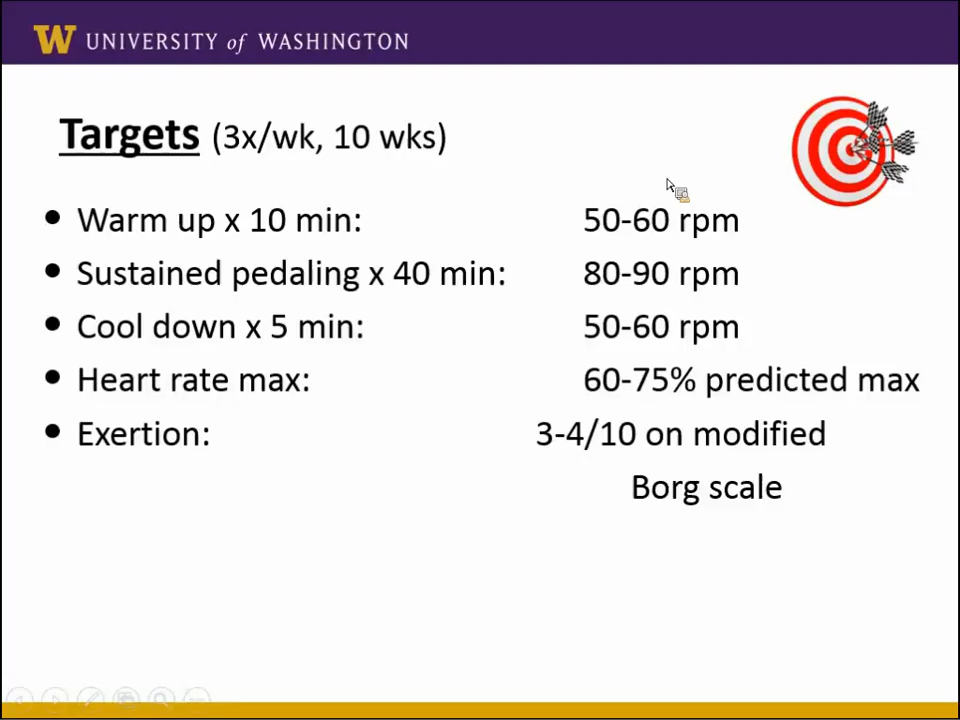 W UNIVERSITY of WASHINGTON
Targets (3x/wk, 10 wks)
• Warm up x 10 min: 50-60 rpm
• Sustained pedaling x 40 min: 80-90 rpm
• Cool down x 5 min: 50-60 rpm
• Heart rate max: 60-75% predicted max
• Exertion: 3-4/10 on modified
Borg scale